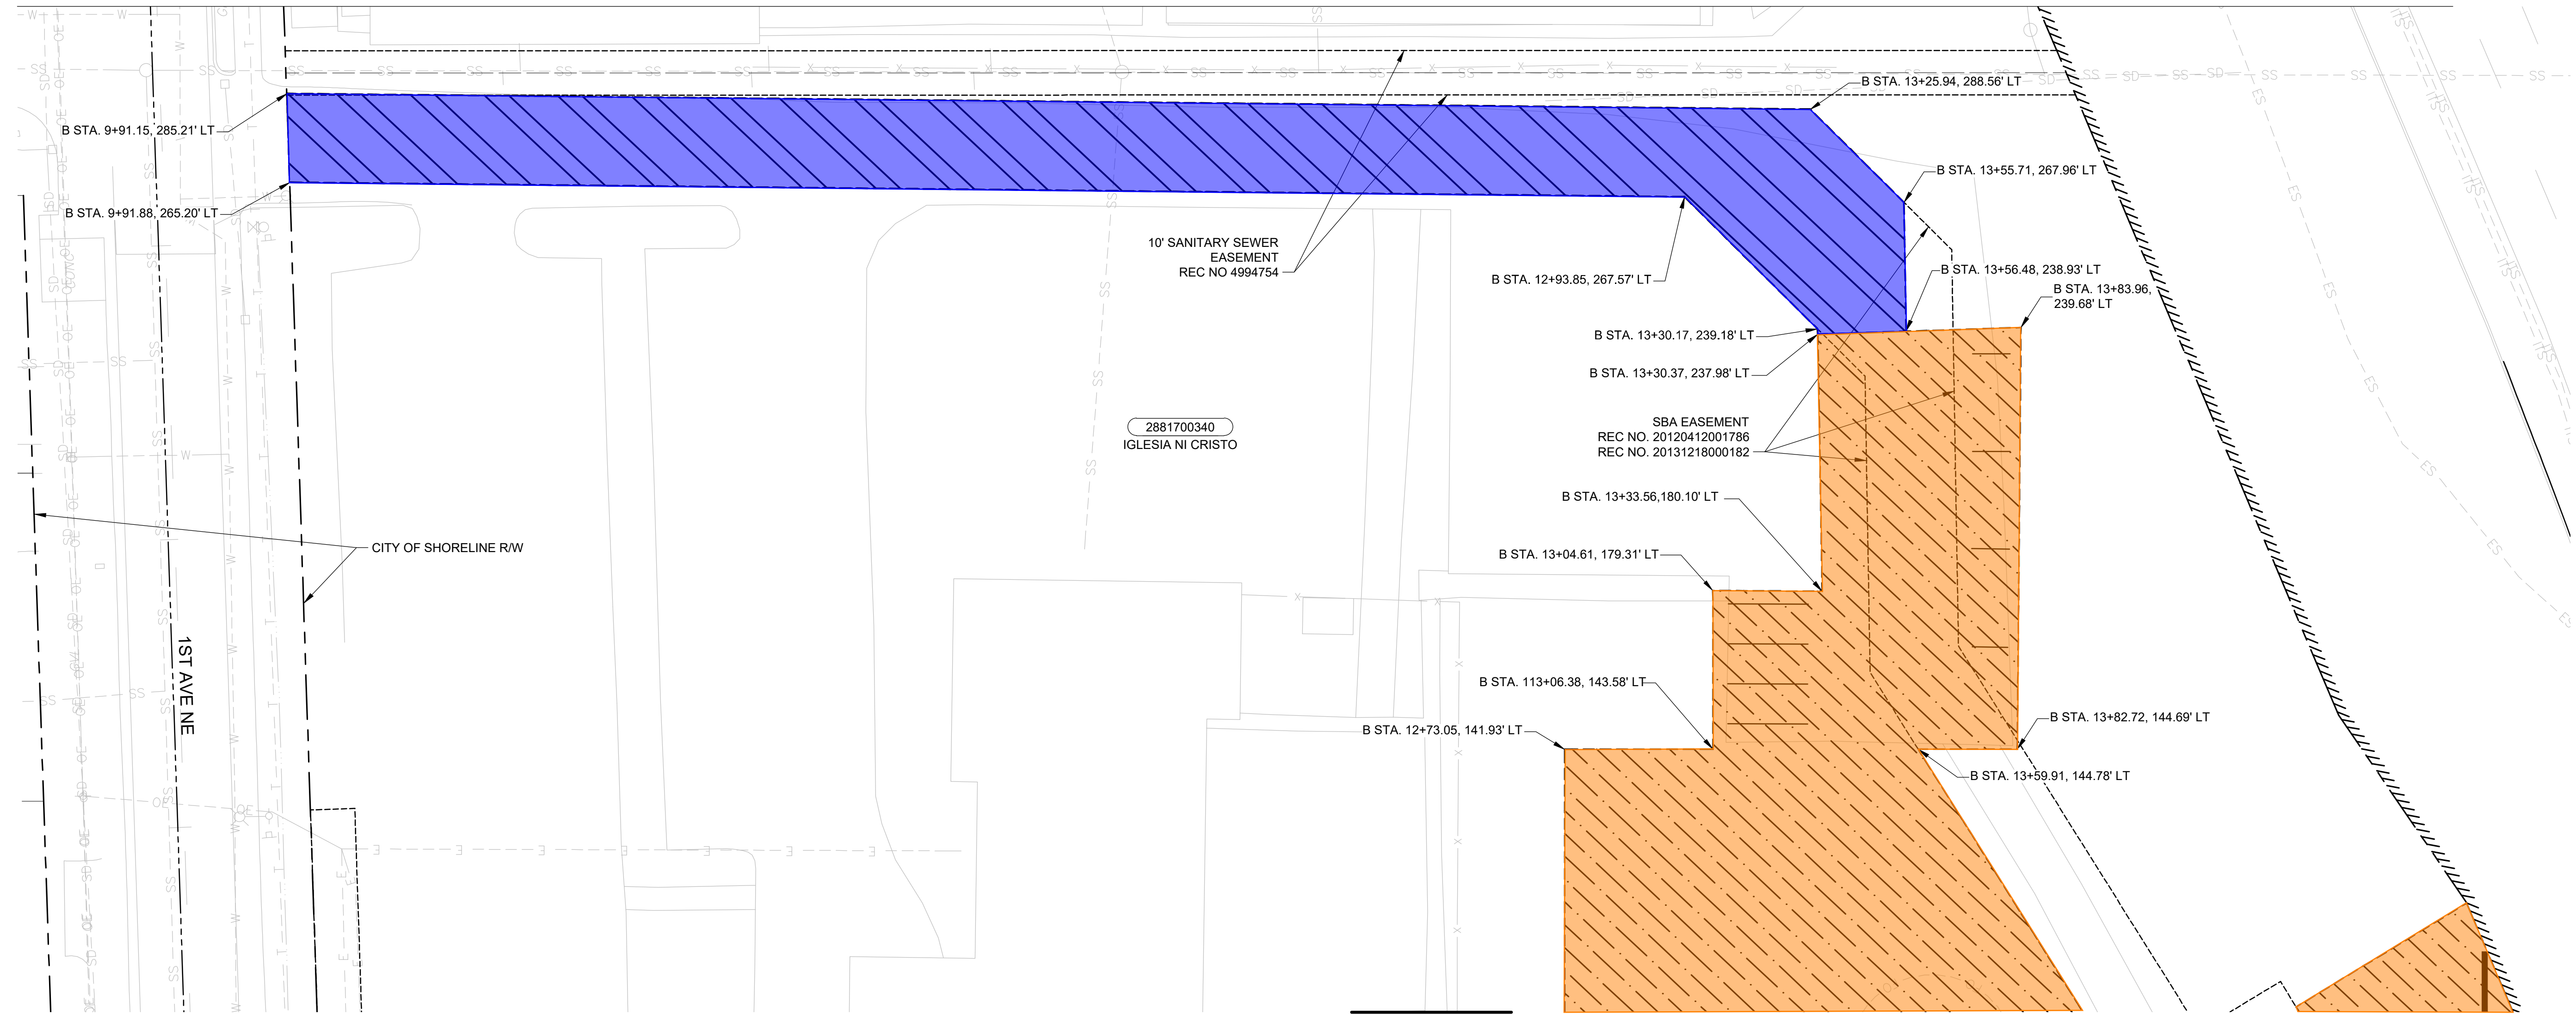 B STA. 13+25.94, 288.56' LT
B STA. 9+91.15, 285.21' LT
B STA. 13+55.71, 267.96' LT
B STA. 9+91.88, 265.20' LT
10' SANITARY SEWER
EASEMENT
REC NO 4994754
B STA. 12+93.85, 267.57' LT
B STA. 13+56.48, 238.93' LT
B STA. 13+83.96,
239.68' LT
B STA. 13+30.17, 239.18' LT
B STA. 13+30.37, 237.98' LT
2881700340
IGLESIA NI CRISTO
SBA EASEMENT
REC NO. 20120412001786
REC NO. 20131218000182
B STA. 13+33.56,180.10' LT
CITY OF SHORELINE R/W
B STA. 13+04.61, 179.31' LT
1ST AVE NE
B STA. 113+06.38, 143.58' LT
B STA. 12+73.05, 141.93' LT
B STA. 13+82.72, 144.69' LT
B STA. 13+59.91, 144.78' LT